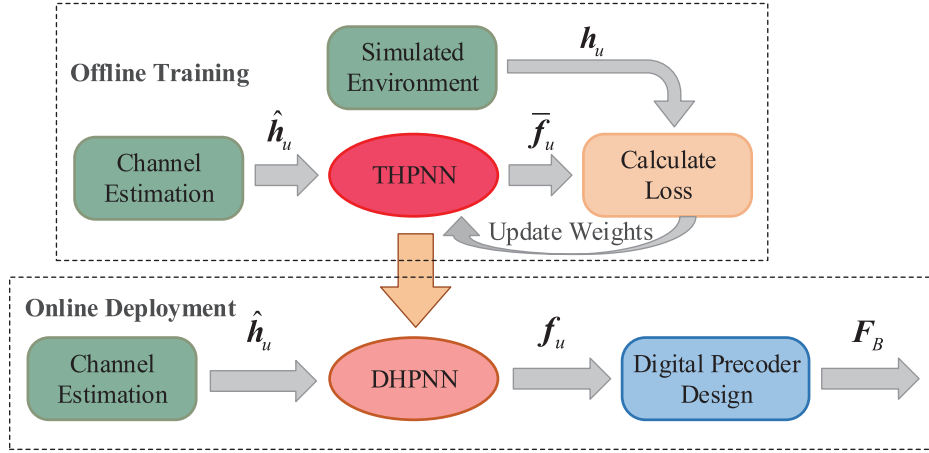 Simulated
Environment
h_u
Offline Training
ĥ_u
f̅_u
Channel
Estimation
THPNN
Calculate
Loss
Update Weights
Online Deployment
ĥ_u
f_u
F_B
Channel
Estimation
DHPNN
Digital Precoder
Design